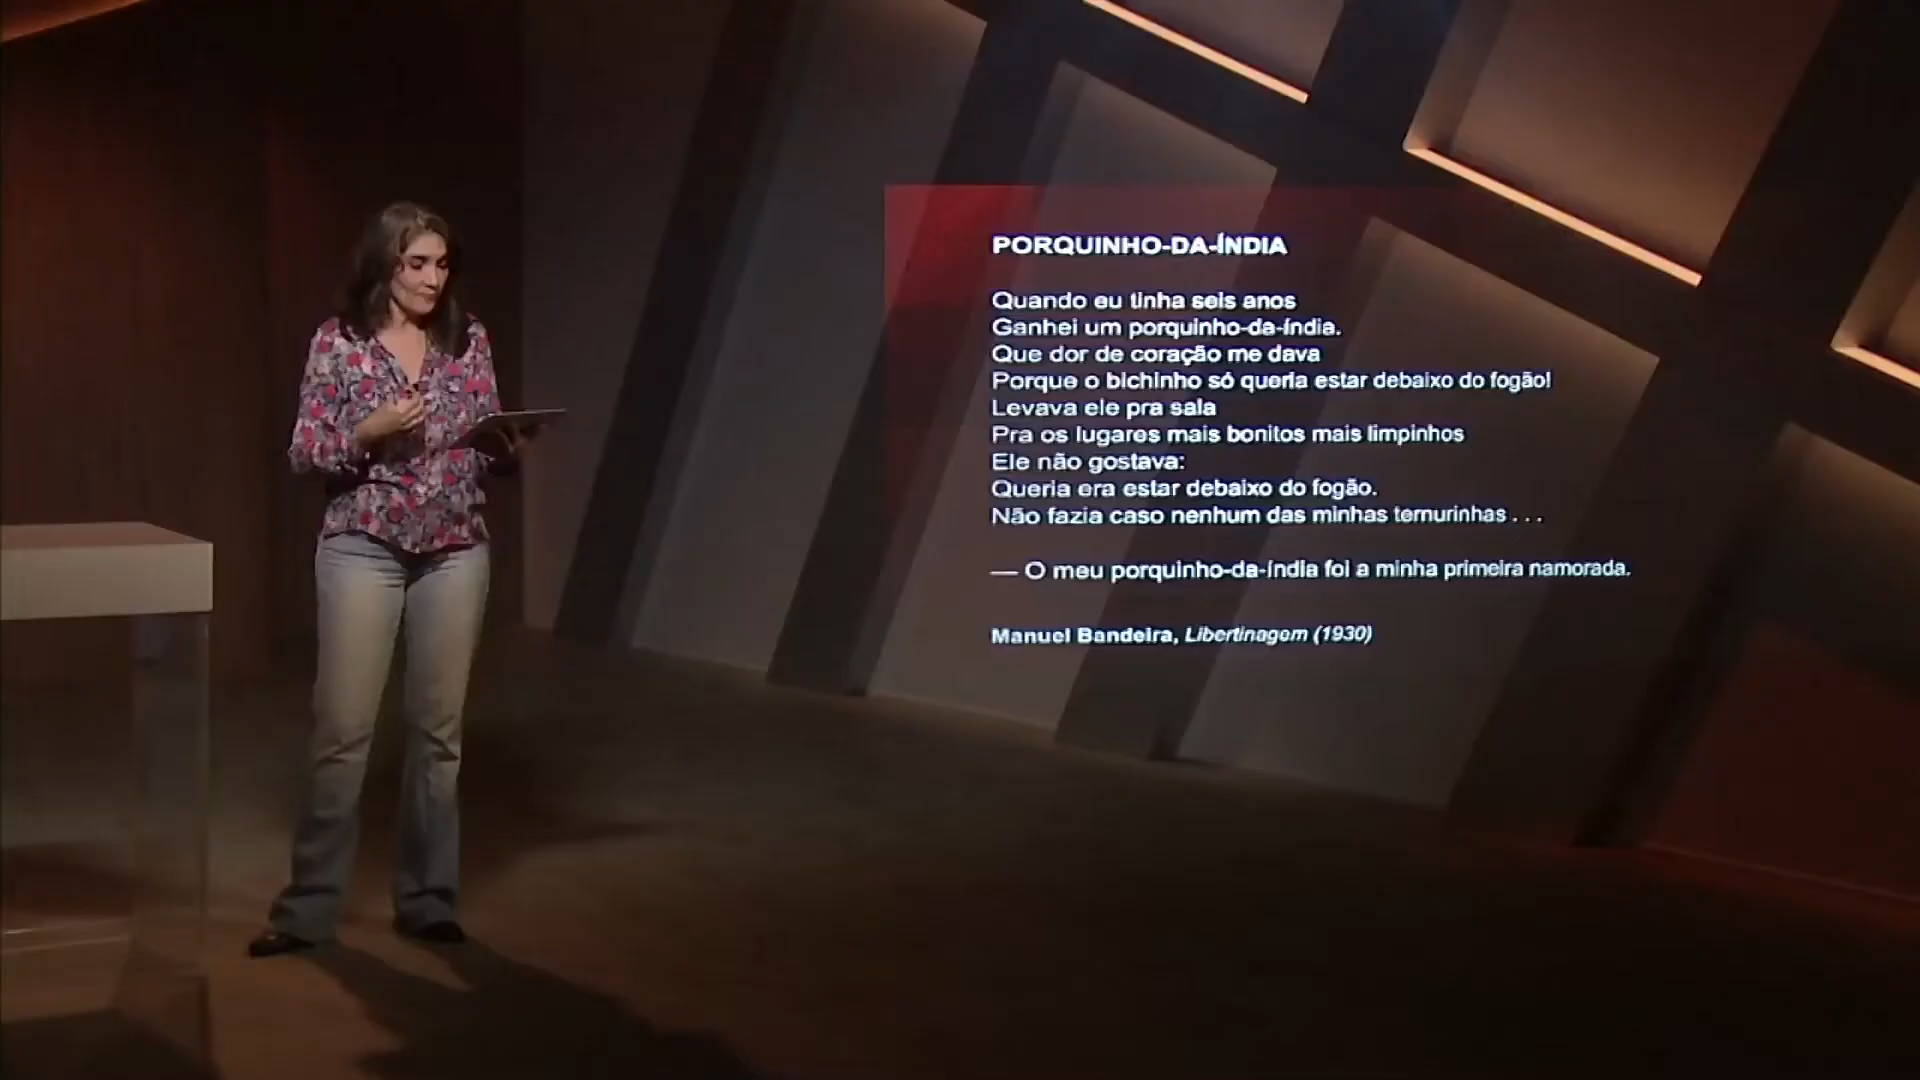 PORQUINHO-DA-ÍNDIA
Quando eu tinha seis anos
Ganhei um porquinho-da-índia.
Que dor de coração me dava
Porque o bichinho só queria estar debaixo do fogão!
Levava ele pra sala
Pra os lugares mais bonitos mais limpinhos
Ele não gostava:
Queria era estar debaixo do fogão.
Não fazia caso nenhum das minhas ternurinhas . . .
— O meu porquinho-da-índia foi a minha primeira namorada.
Manuel Bandeira, Libertinagem (1930)